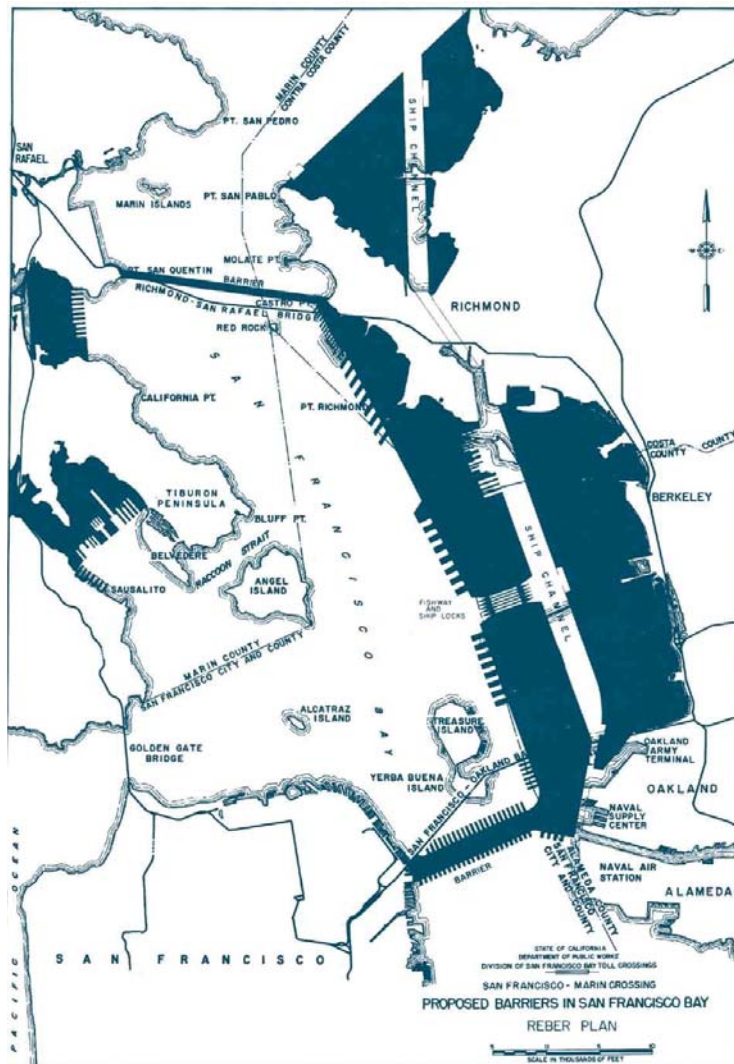 MARIN COUNTY
CONTRA COSTA COUNTY
PT. SAN PEDRO
SHIP CHANNEL
SAN
RAFAEL
MARIN ISLANDS
PT. SAN PABLO
MOLATE PT.
PT. SAN QUENTIN
BARRIER
RICHMOND-SAN RAFAEL BRIDGE
CASTRO PT.
RED ROCK
RICHMOND
SAN FRANCISCO BAY
CALIFORNIA PT.
PT. RICHMOND
COSTA
COUNTY COUNTY
BERKELEY
TIBURON
PENINSULA
BLUFF PT.
BELVEDERE
RACCOON STRAIT
ANGEL
ISLAND
SAUSALITO
FISHWAY
AND
SHIP LOCKS
SHIP CHANNEL
MARIN COUNTY
SAN FRANCISCO CITY AND COUNTY
ALCATRAZ
ISLAND
TREASURE
ISLAND
GOLDEN GATE
BRIDGE
YERBA BUENA
ISLAND
SAN FRANCISCO - OAKLAND BA
OAKLAND
ARMY
TERMINAL
OAKLAND
NAVAL
SUPPLY
CENTER
NAVAL AIR
STATION
ALAMEDA
BARRIER
ALAMEDA COUNTY
SAN FRANCISCO
CITY AND COUNTY
PACIFIC OCEAN
SAN FRANCISCO
STATE OF CALIFORNIA
DEPARTMENT OF PUBLIC WORKS
DIVISION OF SAN FRANCISCO BAY TOLL CROSSINGS
SAN FRANCISCO - MARIN CROSSING
PROPOSED BARRIERS IN SAN FRANCISCO BAY
REBER PLAN
5 0 5 10
SCALE IN THOUSANDS OF FEET